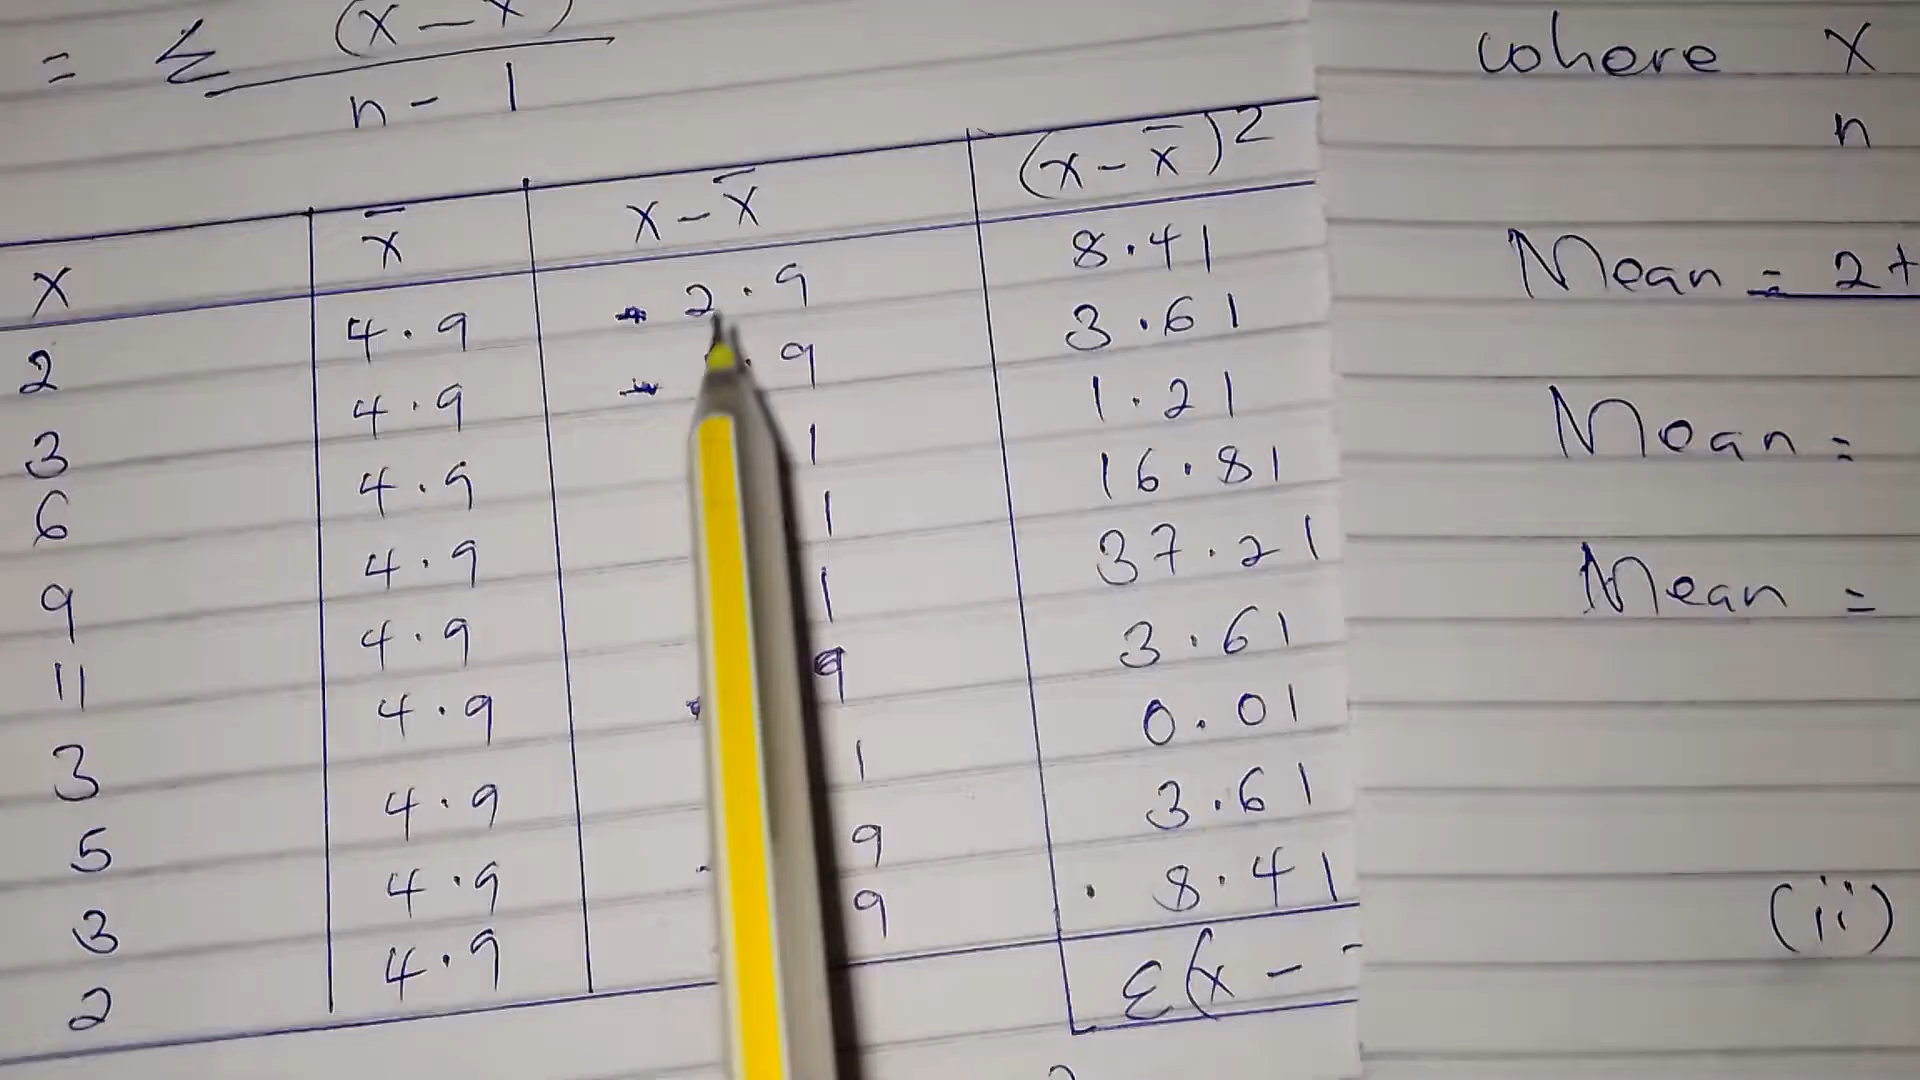 = Σ (x - x̄)
n - 1
where x
n
x x̄ x - x̄ (x - x̄)²
2 4.9 - 2.9 8.41
3 4.9 - .9 3.61
6 4.9 1 1.21
9 4.9 1 16.81
11 4.9 1 37.21
3 4.9 9 3.61
5 4.9 1 0.01
3 4.9 - 9 3.61
2 4.9 9 8.41
Σ(x -
Mean = 2+
Mean =
Mean =
(ii)